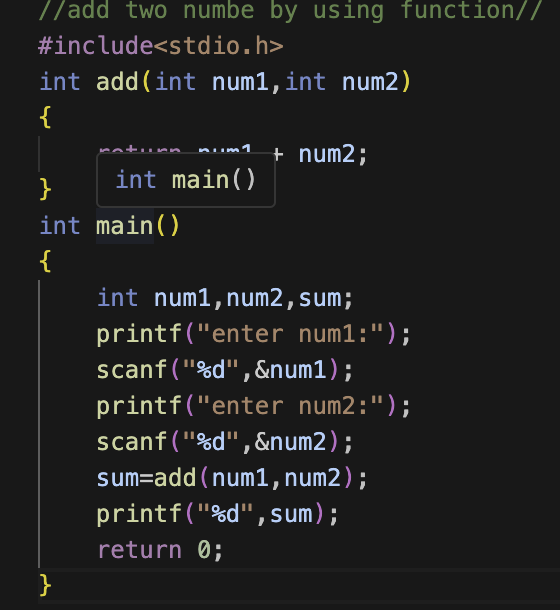 //add two numbe by using function//
#include<stdio.h>
int add(int num1,int num2)
{
    return num1 + num2;
int main()
}
int main()
{
    int num1,num2,sum;
    printf("enter num1:");
    scanf("%d",&num1);
    printf("enter num2:");
    scanf("%d",&num2);
    sum=add(num1,num2);
    printf("%d",sum);
    return 0;
}